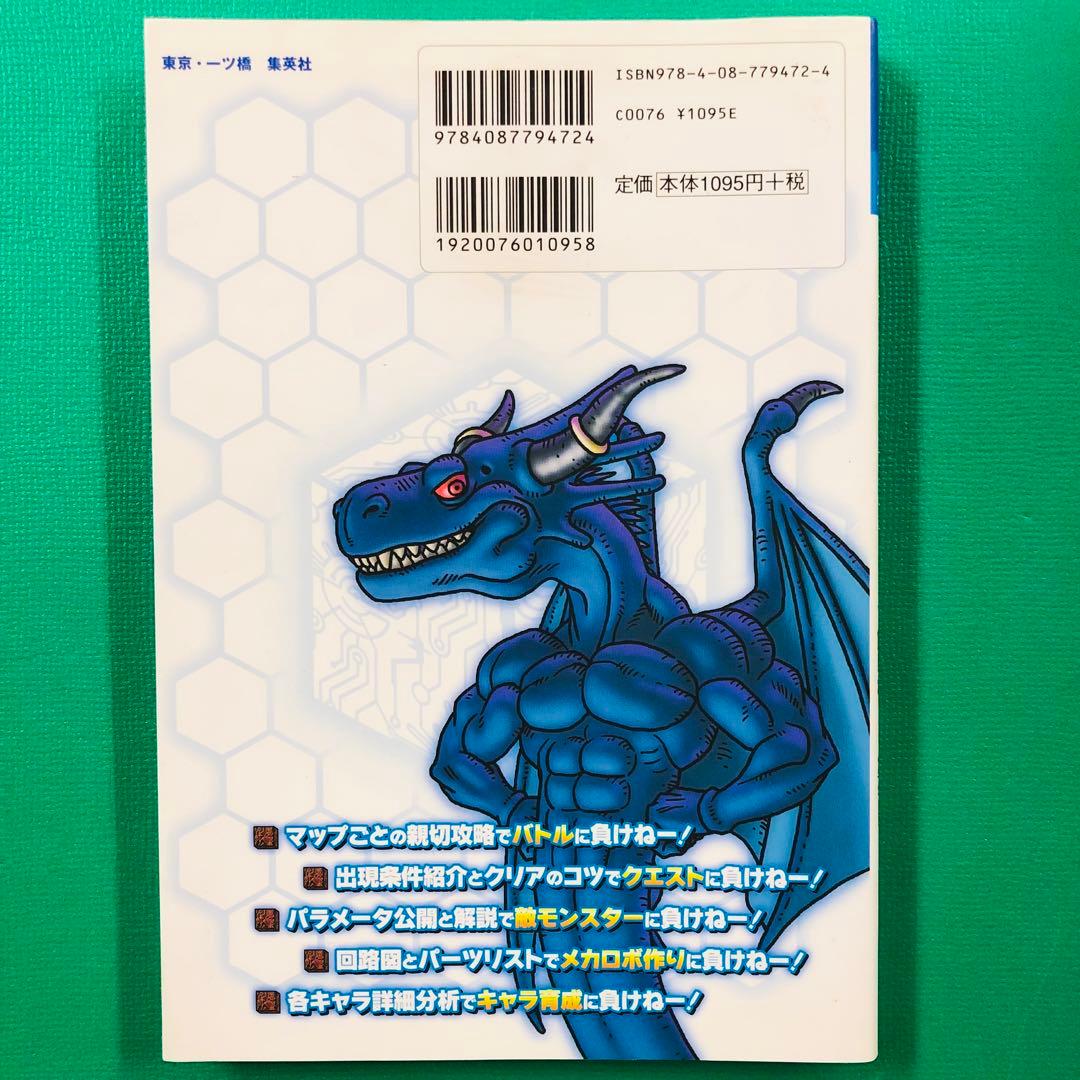 東京・一ツ橋 集英社
ISBN978-4-08-779472-4
C0076 ¥1095E
9784087794724
定価 本体1095円+税
1920076010958
マップごとの親切攻略でバトルに負けねー!
出現条件紹介とクリアのコツでクエストに負けねー!
パラメータ公開と解説で敵モンスターに負けねー!
回路図とパーツリストでメカロボ作りに負けねー!
各キャラ詳細分析でキャラ育成に負けねー!